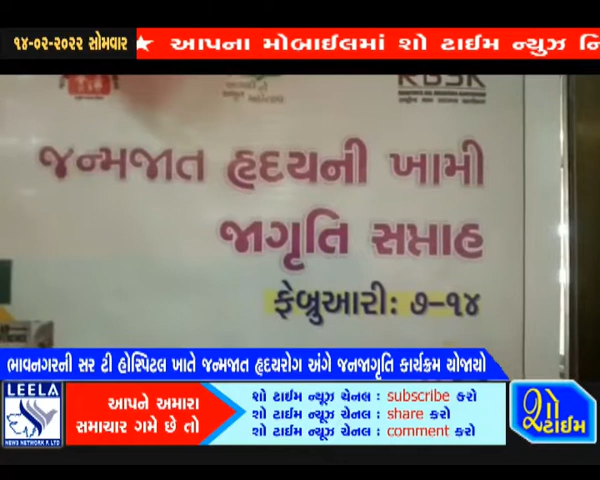 ૧૪-૦૨-૨૦૨૨ સોમવાર
★ આપના મોબાઈલમાં શો ટાઈમ ન્યુઝ નિ
RBSK
જન્મજાત હૃદયની ખામી
જાગૃતિ સપ્તાહ
ફેબ્રુઆરી: ૭-૧૪
ભાવનગરની સર ટી હોસ્પિટલ ખાતે જન્મજાત હૃદયરોગ અંગે જનજાગૃતિ કાર્યક્રમ યોજાયો
LEELA
NEWS NETWORK P. LTD
આપને અમારા
સમાચાર ગમે છે તો
શો ટાઈમ ન્યૂઝ ચેનલ : subscribe કરો
શો ટાઈમ ન્યૂઝ ચેનલ : share કરો
શો ટાઈમ ન્યૂઝ ચેનલ : comment કરો
શો
ટાઈમ